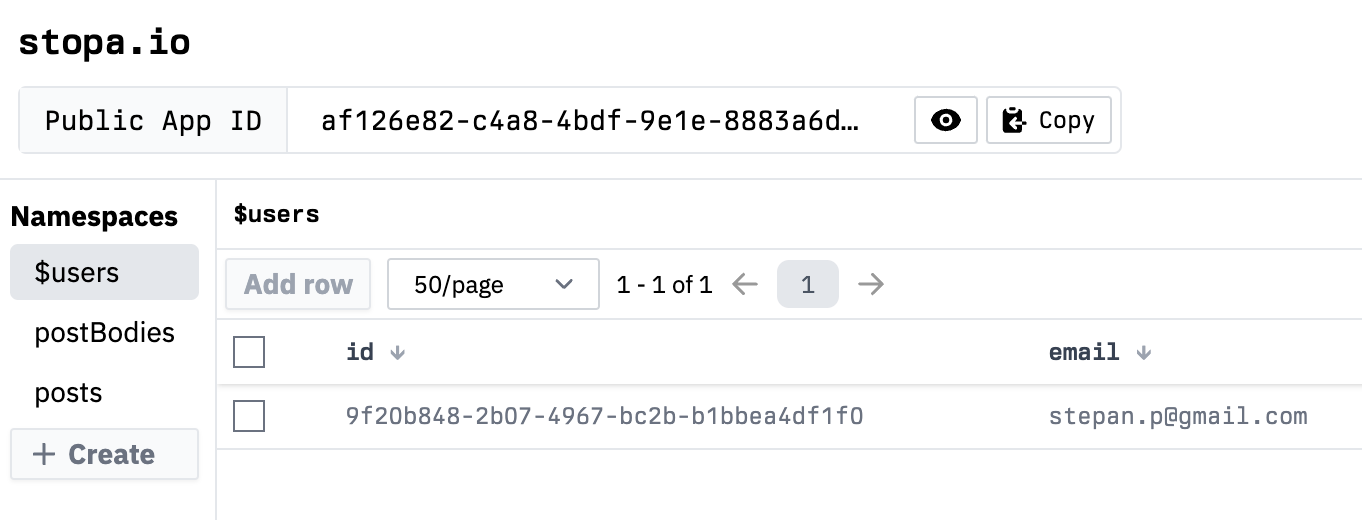 stopa.io
Public App ID af126e82-c4a8-4bdf-9e1e-8883a6d… Copy
Namespaces
$users
postBodies
posts
+ Create
$users
Add row 50/page 1 - 1 of 1 ← 1 →
id ↓ email ↓
9f20b848-2b07-4967-bc2b-b1bbea4df1f0 stepan.p@gmail.com